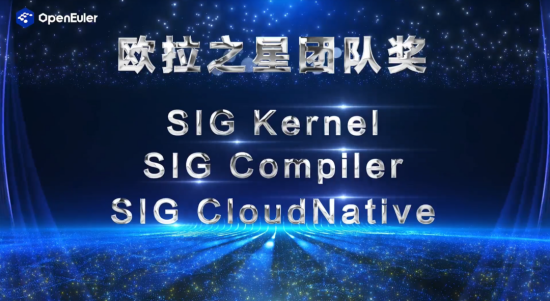 OpenEuler
欧拉之星团队奖
SIG Kernel
SIG Compiler
SIG CloudNative